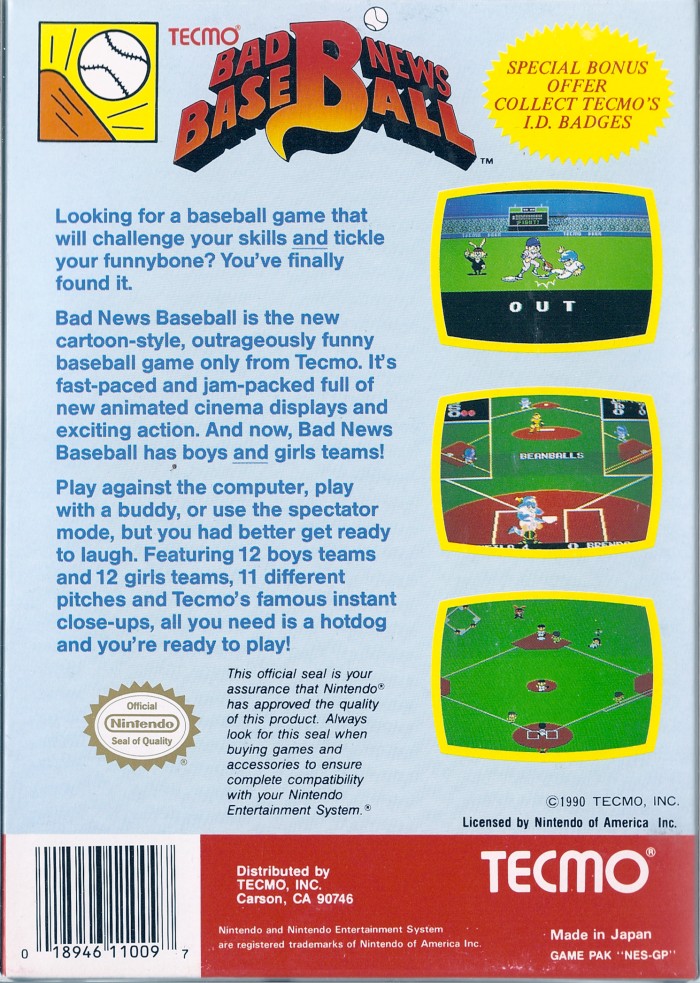 TECMO®
BAD NEWS
BASEBALL™
SPECIAL BONUS
OFFER
COLLECT TECMO'S
I.D. BADGES
Looking for a baseball game that
will challenge your skills and tickle
your funnybone? You've finally
found it.
Bad News Baseball is the new
cartoon-style, outrageously funny
baseball game only from Tecmo. It's
fast-paced and jam-packed full of
new animated cinema displays and
exciting action. And now, Bad News
Baseball has boys and girls teams!
Play against the computer, play
with a buddy, or use the spectator
mode, but you had better get ready
to laugh. Featuring 12 boys teams
and 12 girls teams, 11 different
pitches and Tecmo's famous instant
close-ups, all you need is a hotdog
and you're ready to play!
OUT
BEANBALLS
Official
Nintendo
Seal of Quality
®
This official seal is your
assurance that Nintendo®
has approved the quality
of this product. Always
look for this seal when
buying games and
accessories to ensure
complete compatibility
with your Nintendo
Entertainment System.®
©1990 TECMO, INC.
Licensed by Nintendo of America Inc.
0 18946 11009 7
Distributed by
TECMO, INC.
Carson, CA 90746
Nintendo and Nintendo Entertainment System
are registered trademarks of Nintendo of America Inc.
TECMO®
Made in Japan
GAME PAK "NES-GP"